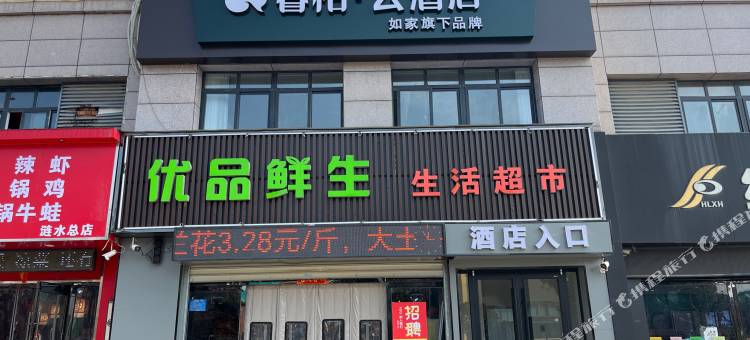 睿柏·云酒店
如家旗下品牌
优品鲜生 生活超市
兰花3.28元/斤，大土
酒店入口
辣虾
锅鸡
锅牛蛙
涟水总店
招聘
HLXH
携程旅行